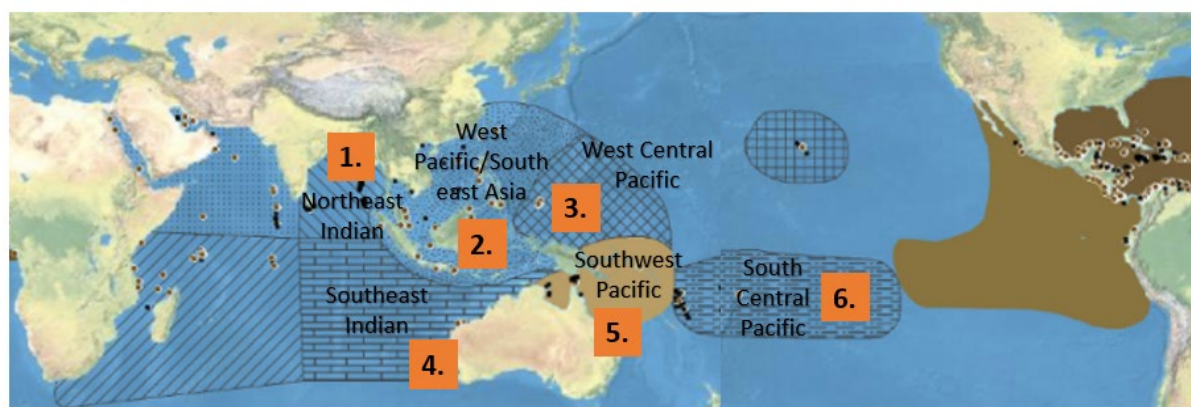 1.
Northeast
Indian
West
Pacific/South
east Asia
2.
West Central
Pacific
3.
Southeast
Indian
4.
Southwest
Pacific
5.
South
Central
Pacific
6.